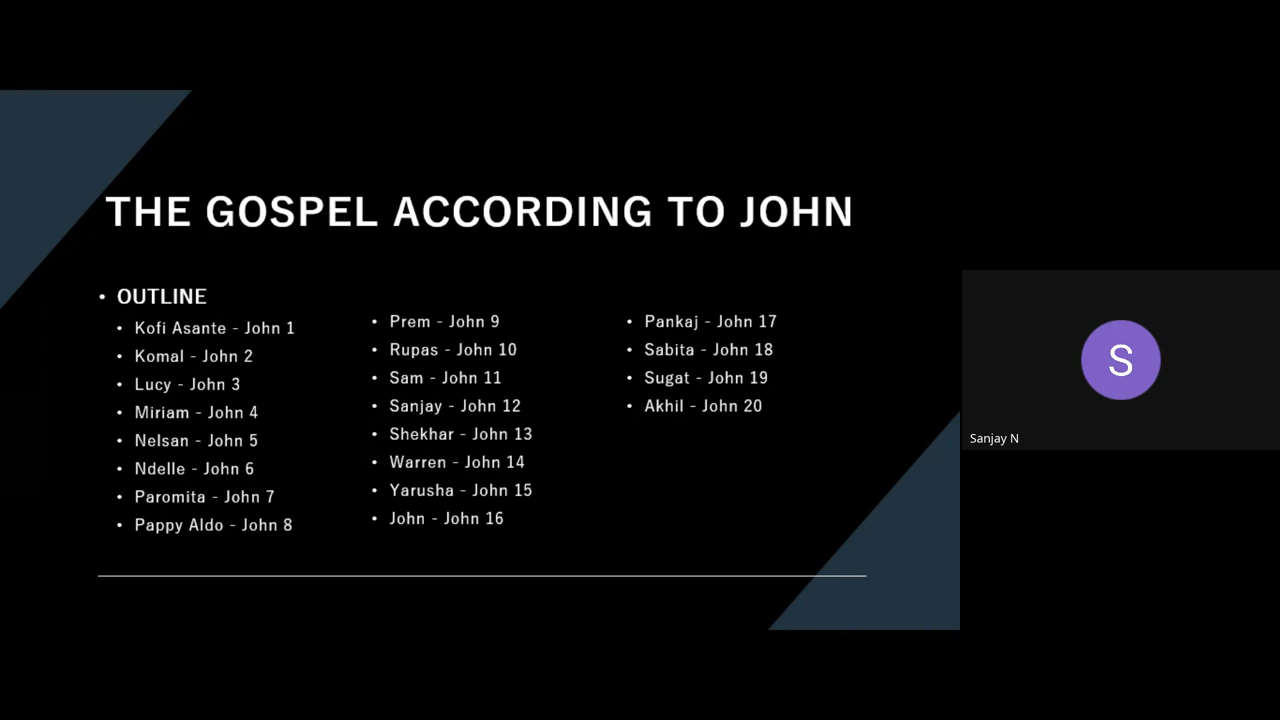 THE GOSPEL ACCORDING TO JOHN
• OUTLINE
• Kofi Asante - John 1
• Komal - John 2
• Lucy - John 3
• Miriam - John 4
• Nelsan - John 5
• Ndelle - John 6
• Paromita - John 7
• Pappy Aldo - John 8
• Prem - John 9
• Rupas - John 10
• Sam - John 11
• Sanjay - John 12
• Shekhar - John 13
• Warren - John 14
• Yarusha - John 15
• John - John 16
• Pankaj - John 17
• Sabita - John 18
• Sugat - John 19
• Akhil - John 20
S
Sanjay N